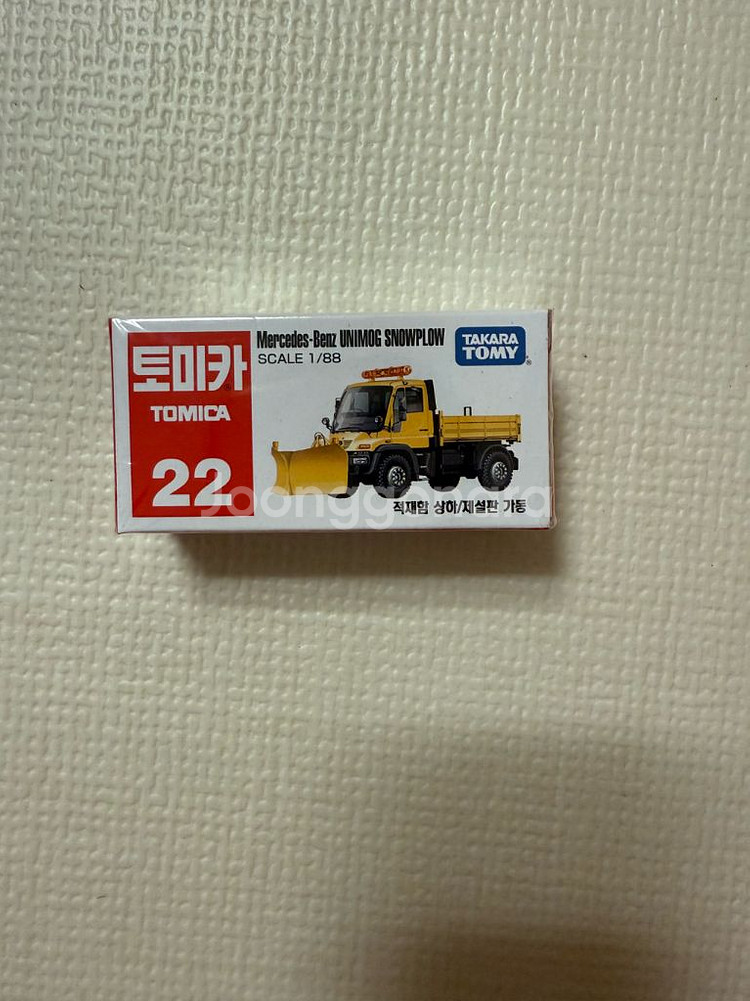 토미카
TOMICA
22
Mercedes-Benz UNIMOG SNOWPLOW
SCALE 1/88
TAKARA
TOMY
적재함 상하/제설판 가동
Joonggonara